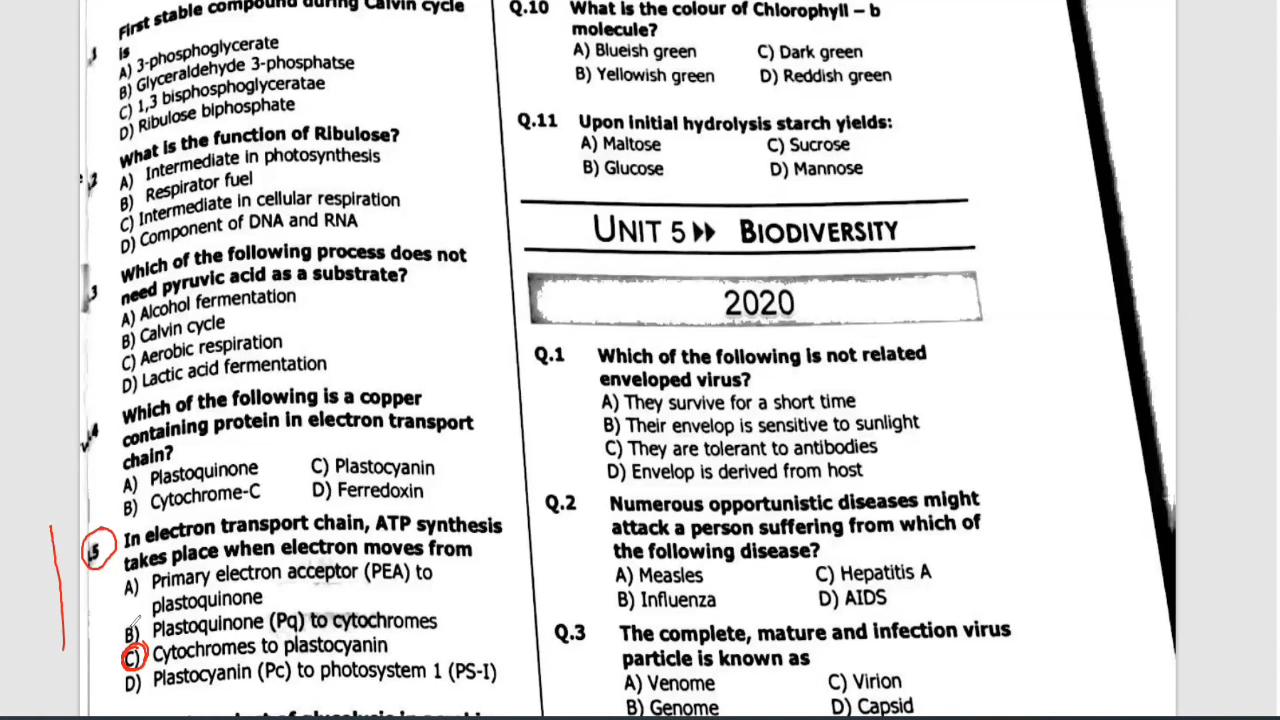 First stable compound during Calvin cycle
is
A) 3-phosphoglycerate
B) Glyceraldehyde 3-phosphatse
C) 1,3 bisphosphoglyceratae
D) Ribulose biphosphate
.2 What is the function of Ribulose?
A) Intermediate in photosynthesis
B) Respirator fuel
C) Intermediate in cellular respiration
D) Component of DNA and RNA
.3 Which of the following process does not
need pyruvic acid as a substrate?
A) Alcohol fermentation
B) Calvin cycle
C) Aerobic respiration
D) Lactic acid fermentation
.4 Which of the following is a copper
containing protein in electron transport
chain?
A) Plastoquinone C) Plastocyanin
B) Cytochrome-C D) Ferredoxin
.5 In electron transport chain, ATP synthesis
takes place when electron moves from
A) Primary electron acceptor (PEA) to
plastoquinone
B) Plastoquinone (Pq) to cytochromes
C) Cytochromes to plastocyanin
D) Plastocyanin (Pc) to photosystem 1 (PS-I)
Q.10 What is the colour of Chlorophyll – b
molecule?
A) Blueish green C) Dark green
B) Yellowish green D) Reddish green
Q.11 Upon initial hydrolysis starch yields:
A) Maltose C) Sucrose
B) Glucose D) Mannose
UNIT 5 BIODIVERSITY
2020
Q.1 Which of the following is not related
enveloped virus?
A) They survive for a short time
B) Their envelop is sensitive to sunlight
C) They are tolerant to antibodies
D) Envelop is derived from host
Q.2 Numerous opportunistic diseases might
attack a person suffering from which of
the following disease?
A) Measles C) Hepatitis A
B) Influenza D) AIDS
Q.3 The complete, mature and infection virus
particle is known as
A) Venome C) Virion
B) Genome D) Capsid